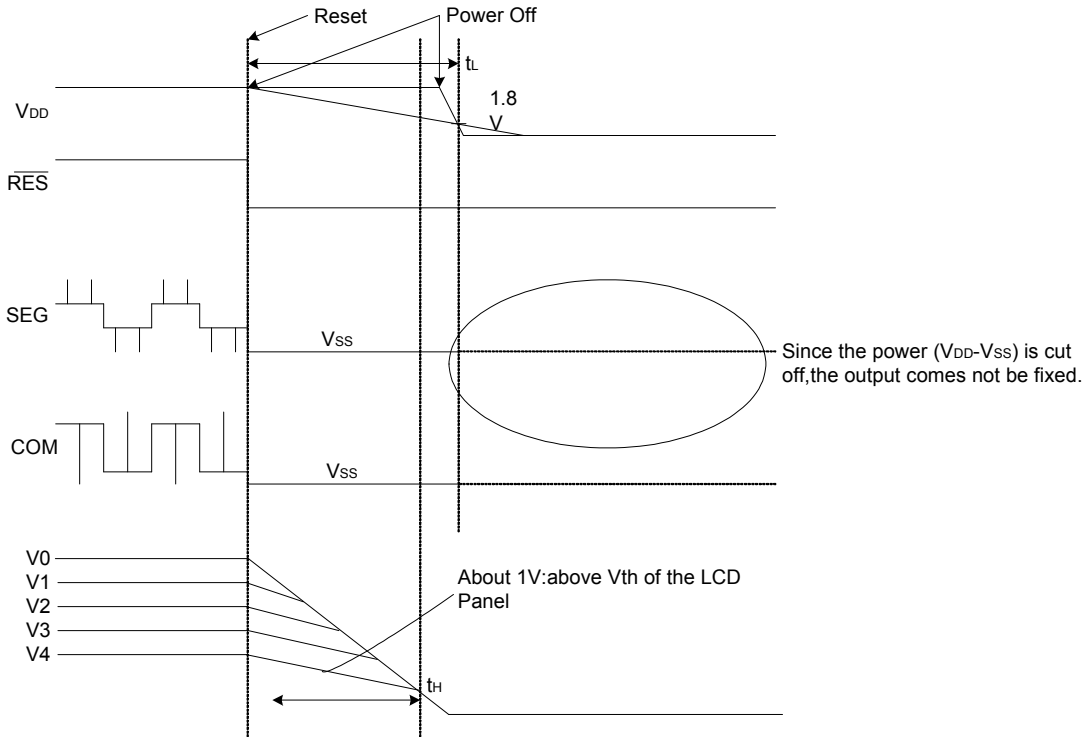 Reset
Power Off
tL
VDD
1.8
V
RES
SEG
VSS
Since the power (VDD-VSS) is cut
off,the output comes not be fixed.
COM
VSS
V0
V1
V2
V3
V4
About 1V:above Vth of the LCD
Panel
tH